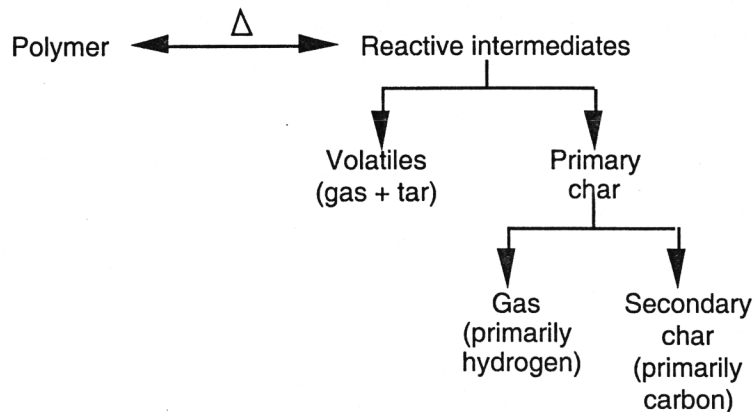 Δ
Polymer
Reactive intermediates
Volatiles
(gas + tar)
Primary
char
Gas
(primarily
hydrogen)
Secondary
char
(primarily
carbon)